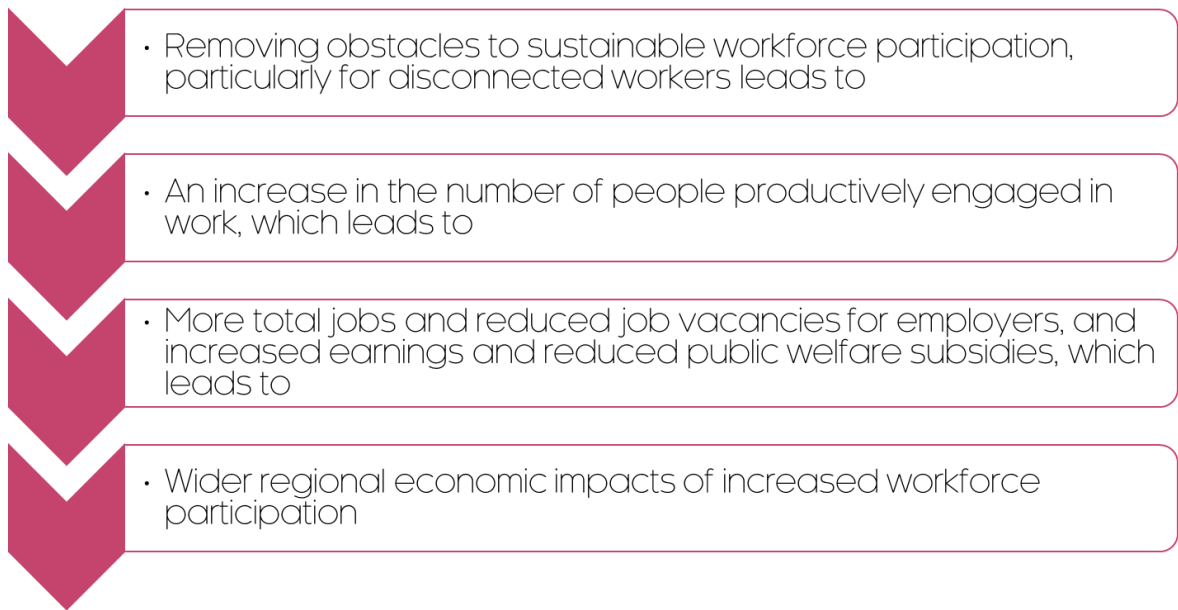 • Removing obstacles to sustainable workforce participation,
particularly for disconnected workers leads to
• An increase in the number of people productively engaged in
work, which leads to
• More total jobs and reduced job vacancies for employers, and
increased earnings and reduced public welfare subsidies, which
leads to
• Wider regional economic impacts of increased workforce
participation